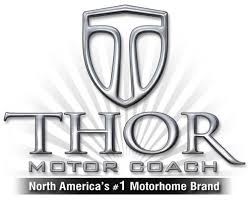 THOR
MOTOR COACH
North America's #1 Motorhome Brand